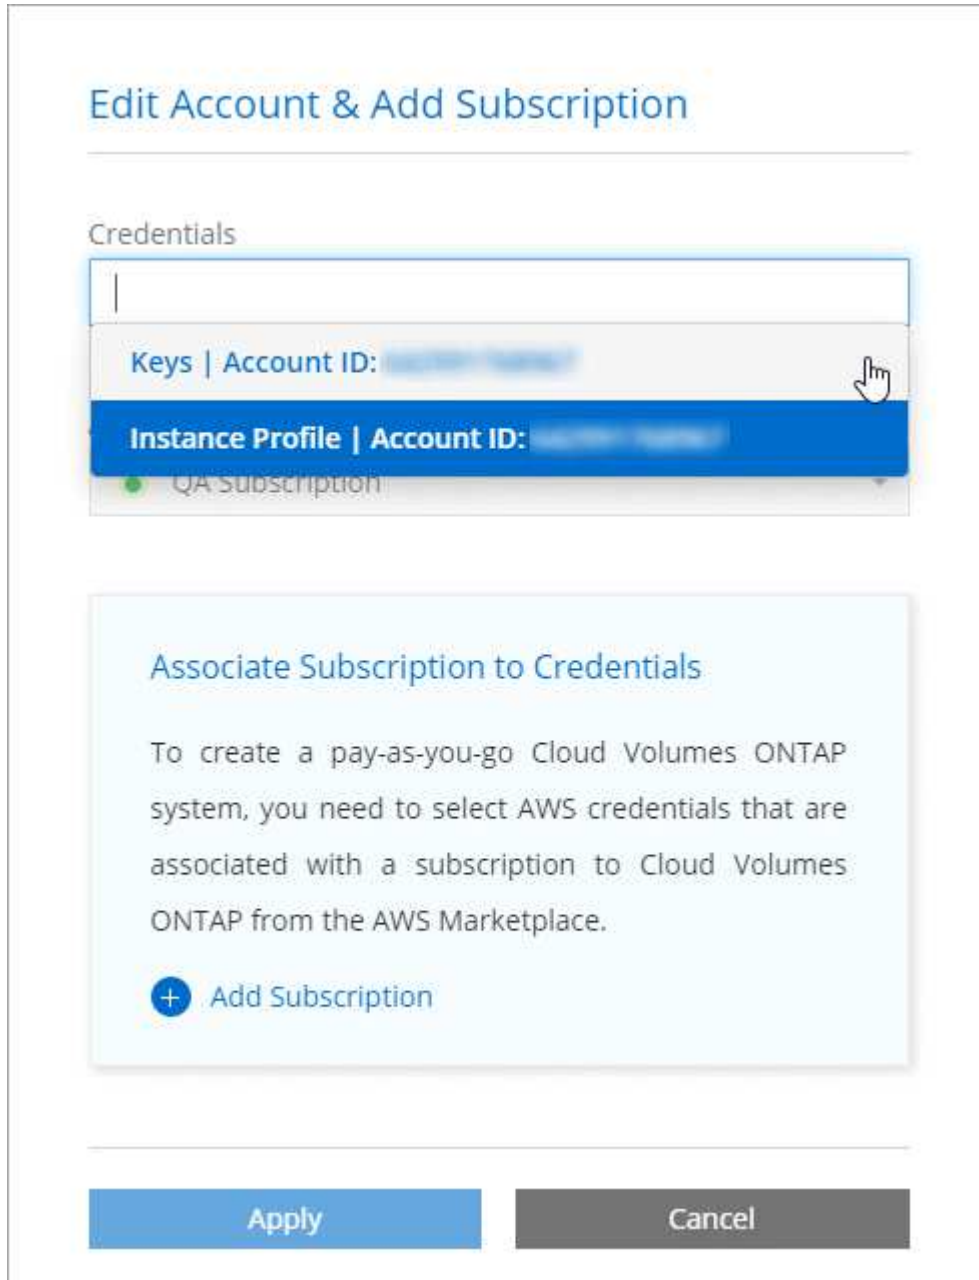 Edit Account & Add Subscription
Credentials
Keys | Account ID:
Instance Profile | Account ID:
QA Subscription
Associate Subscription to Credentials
To create a pay-as-you-go Cloud Volumes ONTAP
system, you need to select AWS credentials that are
associated with a subscription to Cloud Volumes
ONTAP from the AWS Marketplace.
Add Subscription
Apply
Cancel